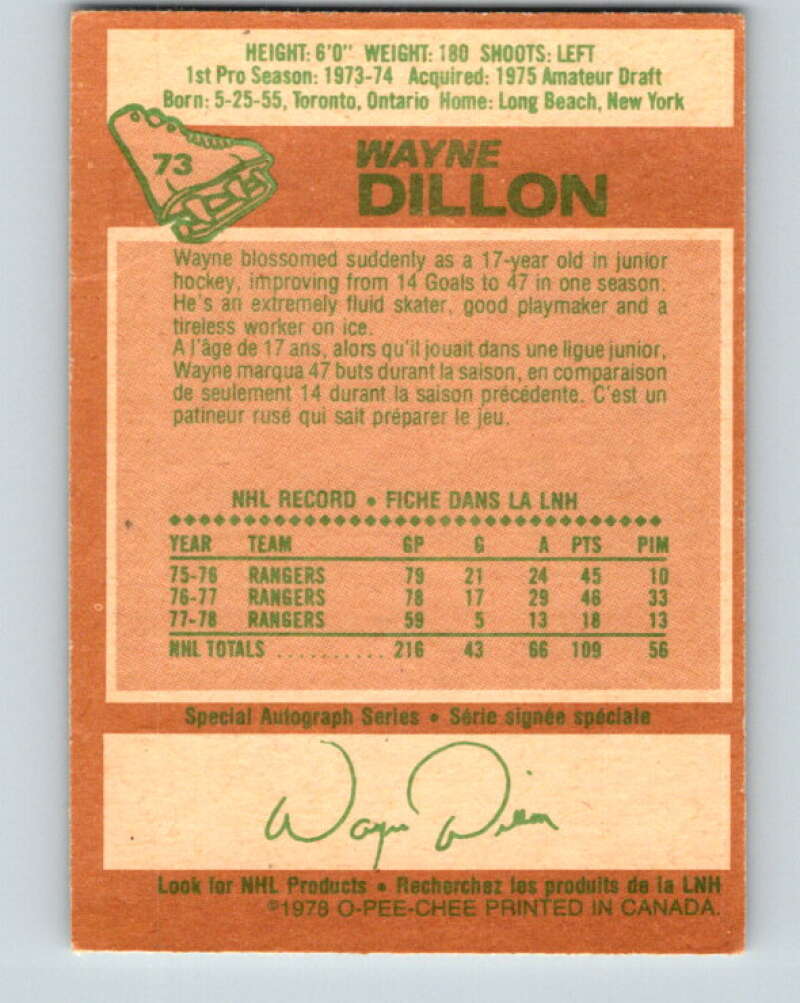 HEIGHT: 6'0" WEIGHT: 180 SHOOTS: LEFT
1st Pro Season: 1973-74 Acquired: 1975 Amateur Draft
Born: 5-25-55, Toronto, Ontario Home: Long Beach, New York
73
WAYNE
DILLON
Wayne blossomed suddenly as a 17-year old in junior
hockey, improving from 14 Goals to 47 in one season.
He's an extremely fluid skater, good playmaker and a
tireless worker on ice.
A l'âge de 17 ans, alors qu'il jouait dans une ligue junior,
Wayne marqua 47 buts durant la saison, en comparaison
de seulement 14 durant la saison précédente. C'est un
patineur rusé qui sait préparer le jeu.
NHL RECORD • FICHE DANS LA LNH
YEAR TEAM GP G A PTS PIM
75-76 RANGERS 79 21 24 45 10
76-77 RANGERS 78 17 29 46 33
77-78 RANGERS 59 5 13 18 13
NHL TOTALS .......... 216 43 66 109 56
Special Autograph Series • Série signée spéciale
Wayne Dillon
Look for NHL Products • Recherchez les produits de la LNH
©1978 O-PEE-CHEE PRINTED IN CANADA.